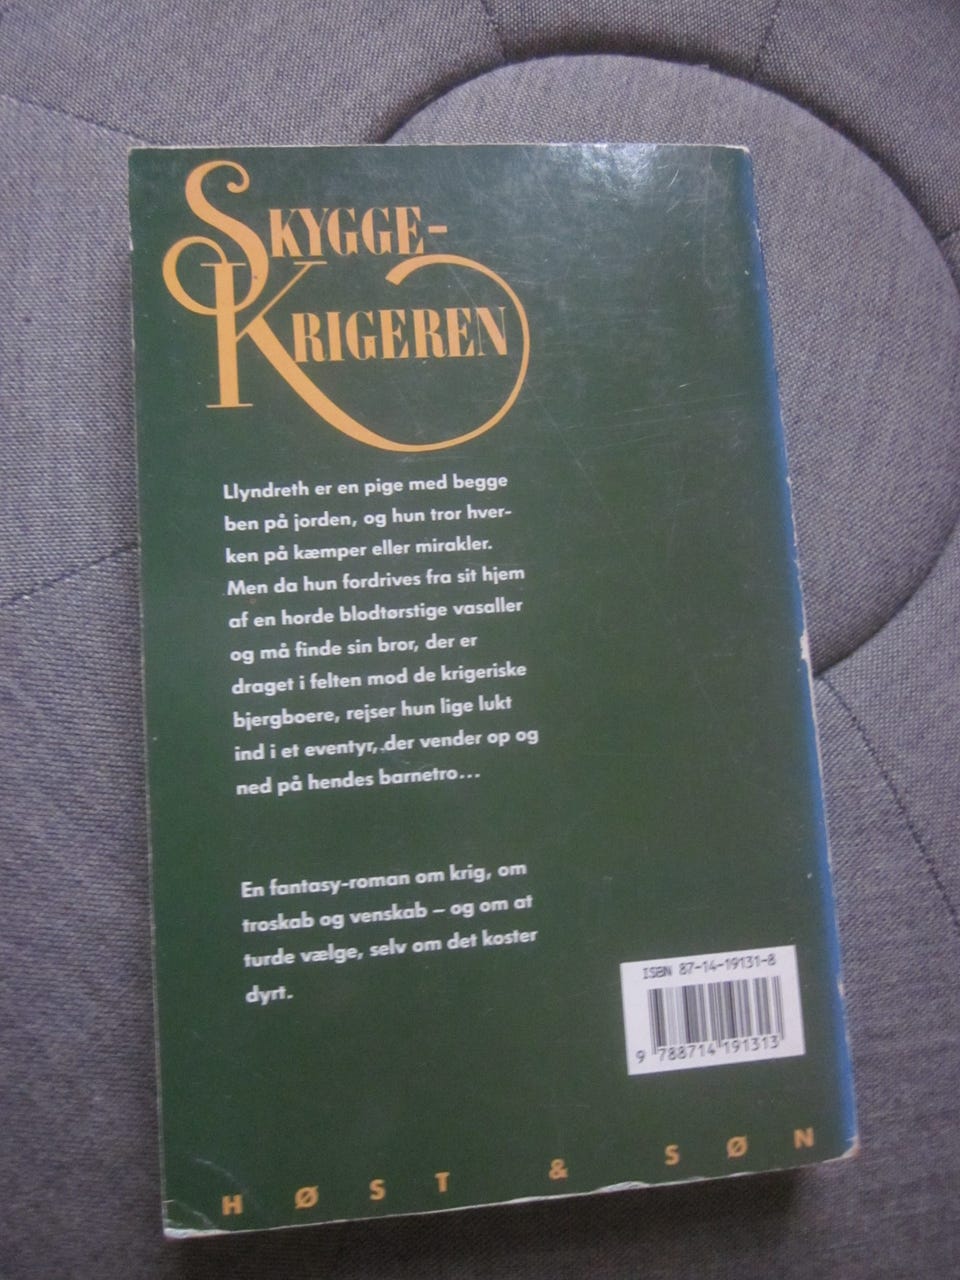 SKYGGE-
KRIGEREN
Llyndreth er en pige med begge
ben på jorden, og hun tror hver-
ken på kæmper eller mirakler.
Men da hun fordrives fra sit hjem
af en horde blodtørstige vasaller
og må finde sin bror, der er
draget i felten mod de krigeriske
bjergboere, rejser hun lige lukt
ind i et eventyr, der vender op og
ned på hendes barnetro...
En fantasy-roman om krig, om
troskab og venskab – og om at
turde vælge, selv om det koster
dyrt.
ISBN 87-14-19131-8
9 788714 191313
HØST & SØN